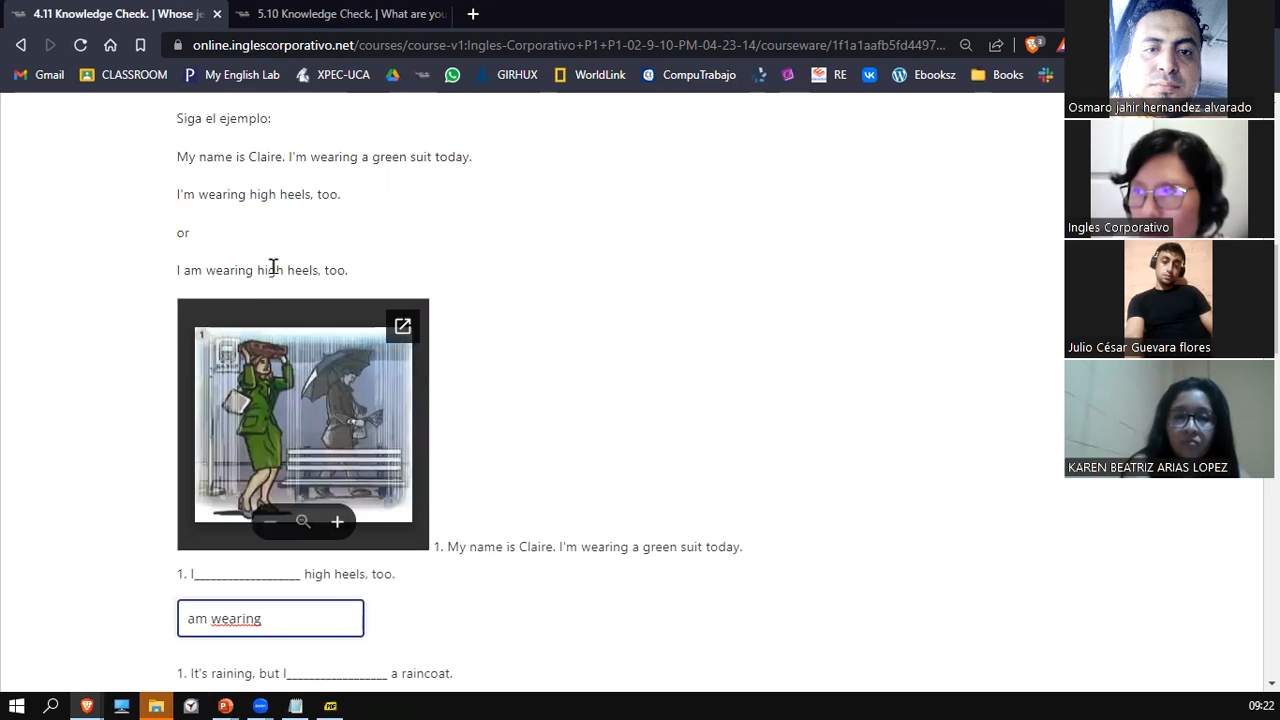 4.11 Knowledge Check. | Whose je
5.10 Knowledge Check. | What are you
online.inglescorporativo.net/courses/course-v1:Ingles-Corporativo+P1+P1-02-9-10-PM-04-23-14/courseware/1f1a1aafb5fd4497...
3
Gmail CLASSROOM My English Lab XPEC-UCA GIRHUX WorldLink CompuTrabajo RE WordPress Ebooksz Books
Siga el ejemplo:
My name is Claire. I'm wearing a green suit today.
I'm wearing high heels, too.
or
I am wearing high heels, too.
1
1. My name is Claire. I'm wearing a green suit today.
1. I___________________ high heels, too.
am wearing
1. It's raining, but I__________________ a raincoat.
Osmaro jahir hernandez alvarado
Ingles Corporativo
Julio César Guevara flores
KAREN BEATRIZ ARIAS LOPEZ
09:22